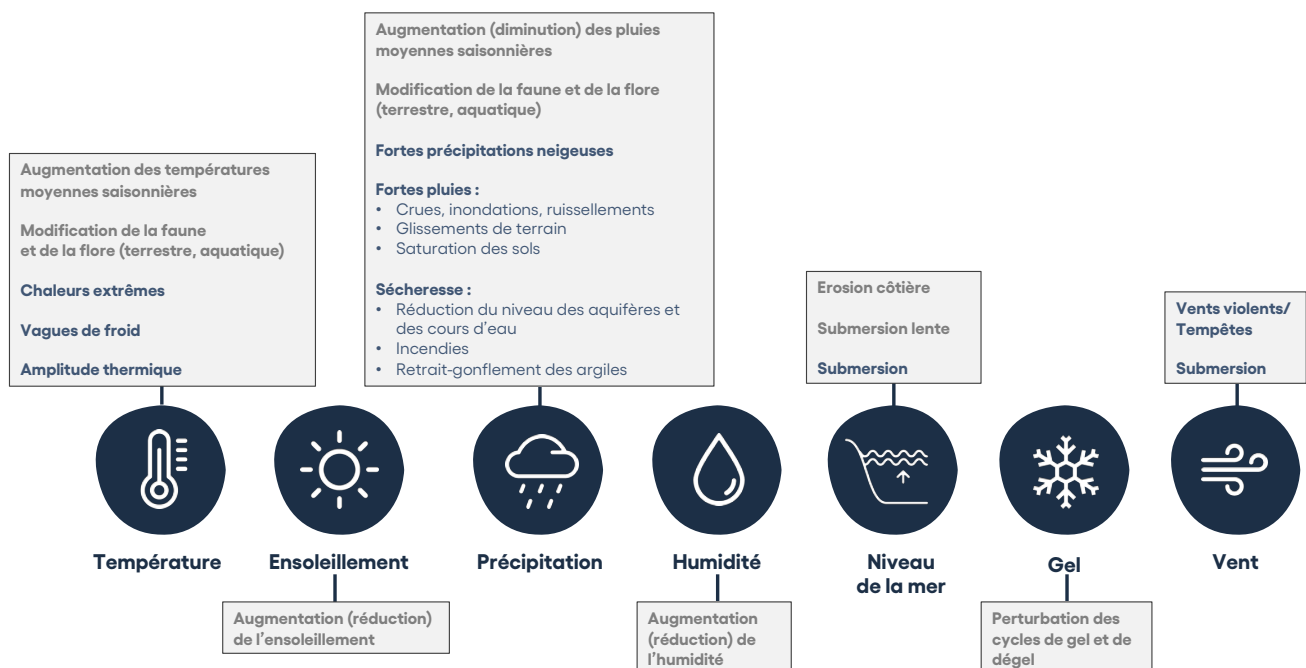 Augmentation (diminution) des pluies
moyennes saisonnières
Modification de la faune et de la flore
(terrestre, aquatique)
Fortes précipitations neigeuses
Fortes pluies :
• Crues, inondations, ruissellements
• Glissements de terrain
• Saturation des sols
Sécheresse :
• Réduction du niveau des aquifères et
des cours d'eau
• Incendies
• Retrait-gonflement des argiles
Augmentation des températures
moyennes saisonnières
Modification de la faune
et de la flore (terrestre, aquatique)
Chaleurs extrêmes
Vagues de froid
Amplitude thermique
Erosion côtière
Submersion lente
Submersion
Vents violents/
Tempêtes
Submersion
Température
Ensoleillement
Précipitation
Humidité
Niveau
de la mer
Gel
Vent
Augmentation (réduction)
de l'ensoleillement
Augmentation
(réduction) de
l'humidité
Perturbation des
cycles de gel et de
dégel